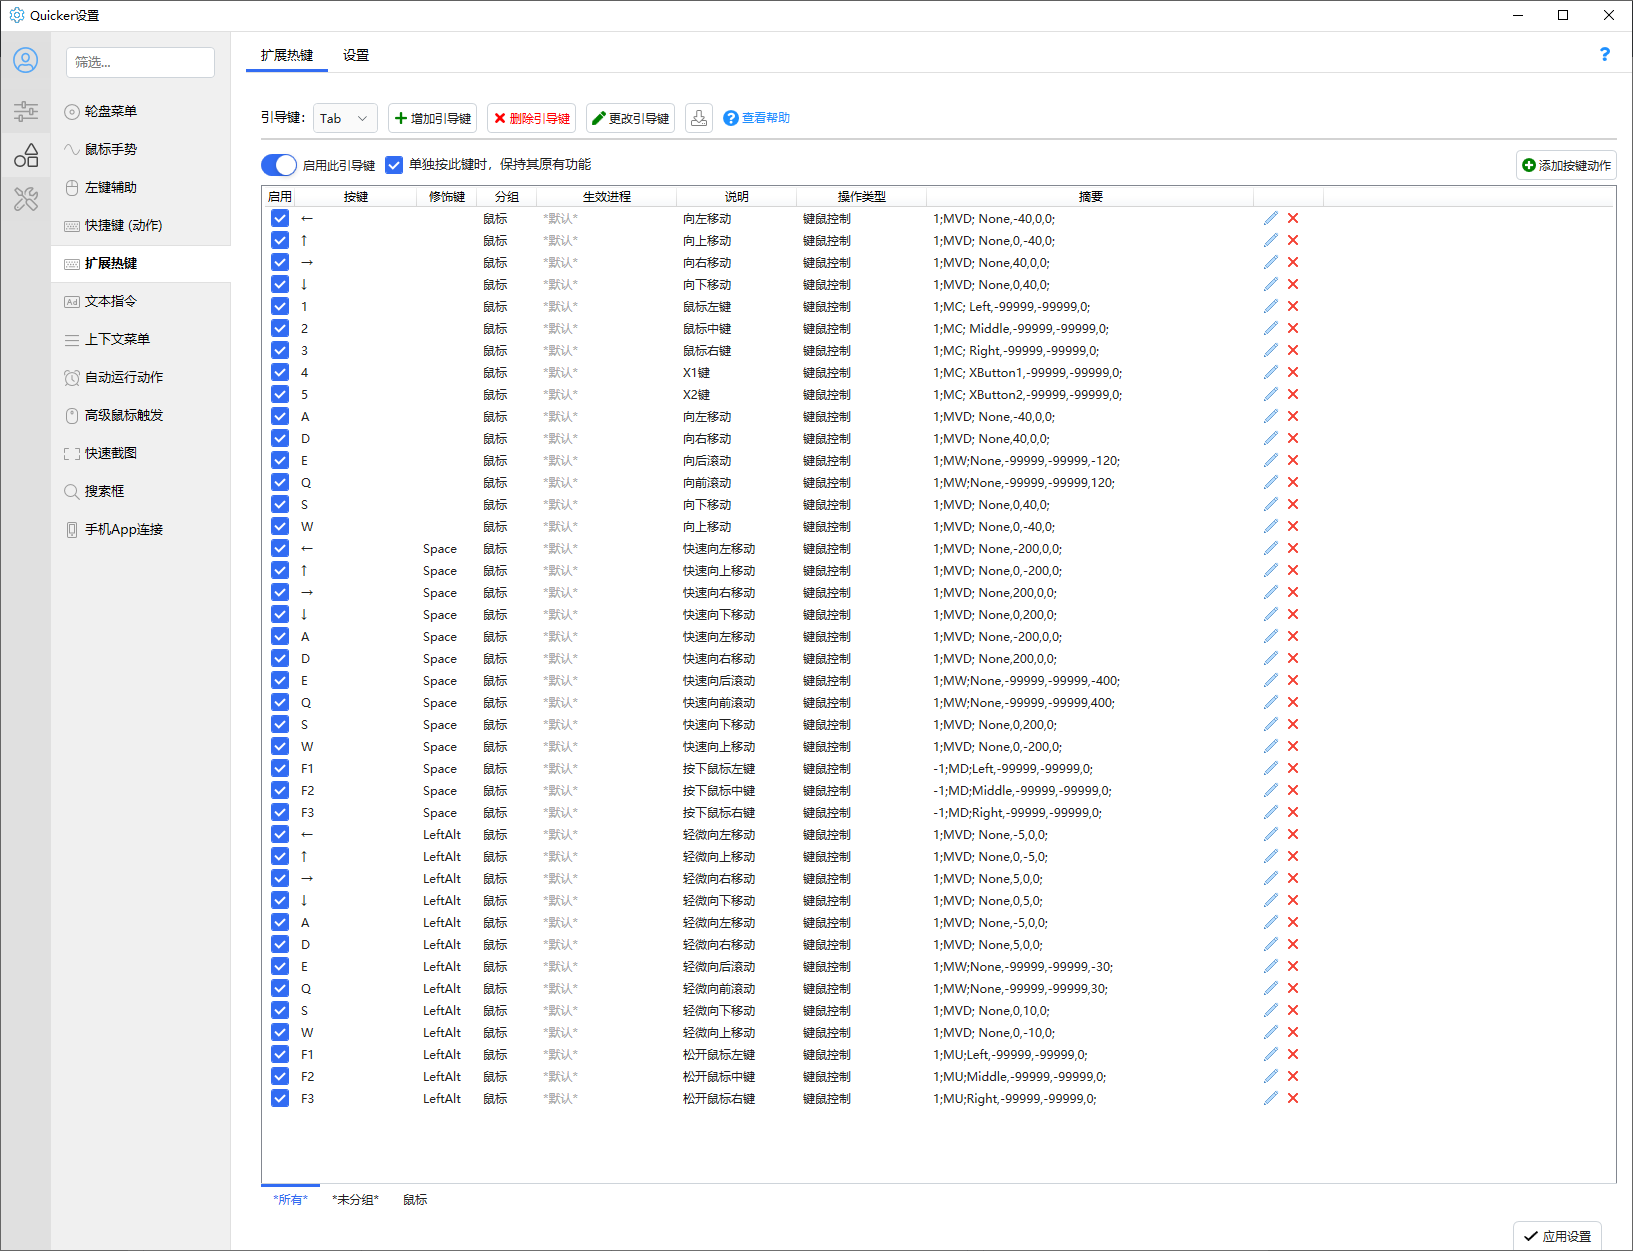 Quicker设置
筛选...
轮盘菜单
鼠标手势
左键辅助
快捷键 (动作)
扩展热键
文本指令
上下文菜单
自动运行动作
高级鼠标触发
快速截图
搜索框
手机App连接
扩展热键 设置 ?
引导键: Tab 增加引导键 删除引导键 更改引导键 查看帮助
启用此引导键 单独按此键时，保持其原有功能 添加按键动作
启用 按键 修饰键 分组 生效进程 说明 操作类型 摘要
← 鼠标 *默认* 向左移动 键鼠控制 1;MVD; None,-40,0,0;
↑ 鼠标 *默认* 向上移动 键鼠控制 1;MVD; None,0,-40,0;
→ 鼠标 *默认* 向右移动 键鼠控制 1;MVD; None,40,0,0;
↓ 鼠标 *默认* 向下移动 键鼠控制 1;MVD; None,0,40,0;
1 鼠标 *默认* 鼠标左键 键鼠控制 1;MC; Left,-99999,-99999,0;
2 鼠标 *默认* 鼠标中键 键鼠控制 1;MC; Middle,-99999,-99999,0;
3 鼠标 *默认* 鼠标右键 键鼠控制 1;MC; Right,-99999,-99999,0;
4 鼠标 *默认* X1键 键鼠控制 1;MC; XButton1,-99999,-99999,0;
5 鼠标 *默认* X2键 键鼠控制 1;MC; XButton2,-99999,-99999,0;
A 鼠标 *默认* 向左移动 键鼠控制 1;MVD; None,-40,0,0;
D 鼠标 *默认* 向右移动 键鼠控制 1;MVD; None,40,0,0;
E 鼠标 *默认* 向后滚动 键鼠控制 1;MW;None,-99999,-99999,-120;
Q 鼠标 *默认* 向前滚动 键鼠控制 1;MW;None,-99999,-99999,120;
S 鼠标 *默认* 向下移动 键鼠控制 1;MVD; None,0,40,0;
W 鼠标 *默认* 向上移动 键鼠控制 1;MVD; None,0,-40,0;
← Space 鼠标 *默认* 快速向左移动 键鼠控制 1;MVD; None,-200,0,0;
↑ Space 鼠标 *默认* 快速向上移动 键鼠控制 1;MVD; None,0,-200,0;
→ Space 鼠标 *默认* 快速向右移动 键鼠控制 1;MVD; None,200,0,0;
↓ Space 鼠标 *默认* 快速向下移动 键鼠控制 1;MVD; None,0,200,0;
A Space 鼠标 *默认* 快速向左移动 键鼠控制 1;MVD; None,-200,0,0;
D Space 鼠标 *默认* 快速向右移动 键鼠控制 1;MVD; None,200,0,0;
E Space 鼠标 *默认* 快速向后滚动 键鼠控制 1;MW;None,-99999,-99999,-400;
Q Space 鼠标 *默认* 快速向前滚动 键鼠控制 1;MW;None,-99999,-99999,400;
S Space 鼠标 *默认* 快速向下移动 键鼠控制 1;MVD; None,0,200,0;
W Space 鼠标 *默认* 快速向上移动 键鼠控制 1;MVD; None,0,-200,0;
F1 Space 鼠标 *默认* 按下鼠标左键 键鼠控制 -1;MD;Left,-99999,-99999,0;
F2 Space 鼠标 *默认* 按下鼠标中键 键鼠控制 -1;MD;Middle,-99999,-99999,0;
F3 Space 鼠标 *默认* 按下鼠标右键 键鼠控制 -1;MD;Right,-99999,-99999,0;
← LeftAlt 鼠标 *默认* 轻微向左移动 键鼠控制 1;MVD; None,-5,0,0;
↑ LeftAlt 鼠标 *默认* 轻微向上移动 键鼠控制 1;MVD; None,0,-5,0;
→ LeftAlt 鼠标 *默认* 轻微向右移动 键鼠控制 1;MVD; None,5,0,0;
↓ LeftAlt 鼠标 *默认* 轻微向下移动 键鼠控制 1;MVD; None,0,5,0;
A LeftAlt 鼠标 *默认* 轻微向左移动 键鼠控制 1;MVD; None,-5,0,0;
D LeftAlt 鼠标 *默认* 轻微向右移动 键鼠控制 1;MVD; None,5,0,0;
E LeftAlt 鼠标 *默认* 轻微向后滚动 键鼠控制 1;MW;None,-99999,-99999,-30;
Q LeftAlt 鼠标 *默认* 轻微向前滚动 键鼠控制 1;MW;None,-99999,-99999,30;
S LeftAlt 鼠标 *默认* 轻微向下移动 键鼠控制 1;MVD; None,0,10,0;
W LeftAlt 鼠标 *默认* 轻微向上移动 键鼠控制 1;MVD; None,0,-10,0;
F1 LeftAlt 鼠标 *默认* 松开鼠标左键 键鼠控制 1;MU;Left,-99999,-99999,0;
F2 LeftAlt 鼠标 *默认* 松开鼠标中键 键鼠控制 1;MU;Middle,-99999,-99999,0;
F3 LeftAlt 鼠标 *默认* 松开鼠标右键 键鼠控制 1;MU;Right,-99999,-99999,0;
*所有* *未分组* 鼠标
应用设置